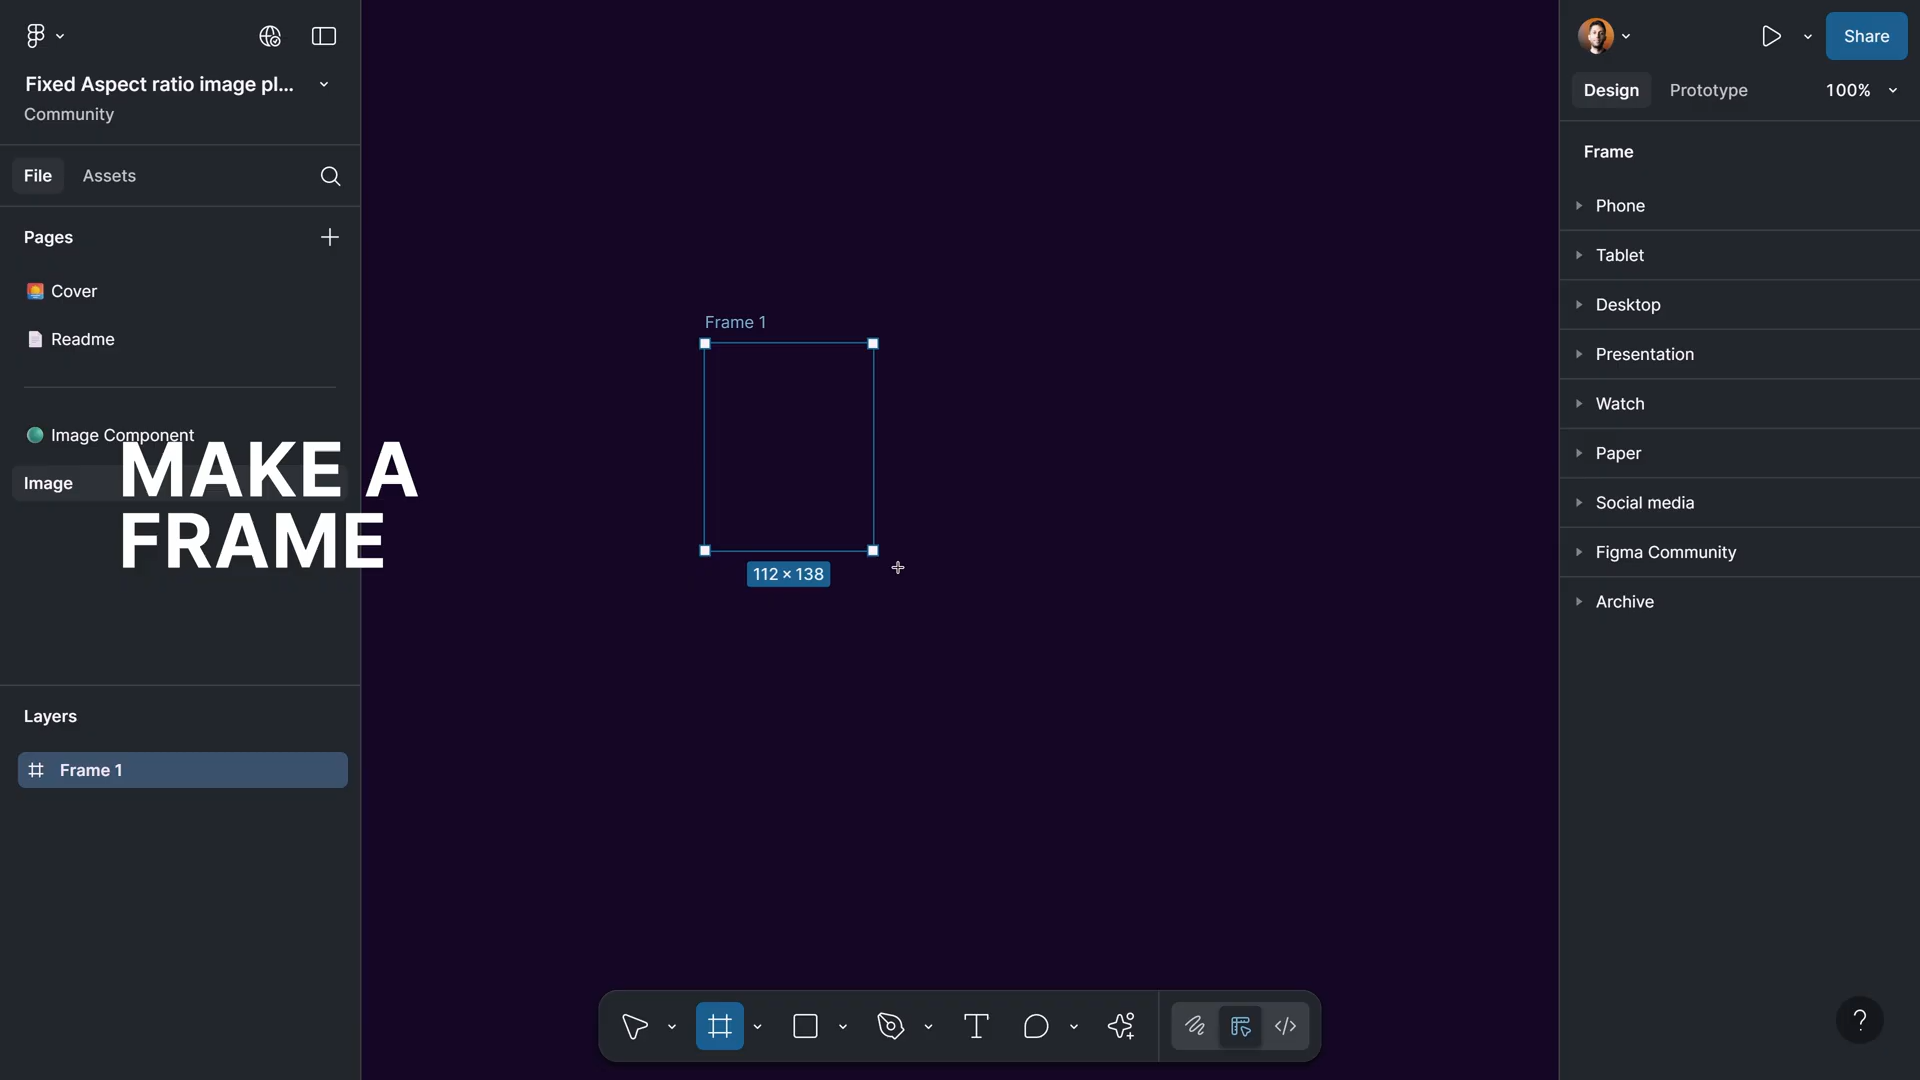 Fixed Aspect ratio image pl...
Community
File
Assets
Pages
Cover
Readme
Image Component
Image
MAKE A
FRAME
Layers
Frame 1
Frame 1
112 × 138
Share
Design
Prototype
100%
Frame
Phone
Tablet
Desktop
Presentation
Watch
Paper
Social media
Figma Community
Archive
?